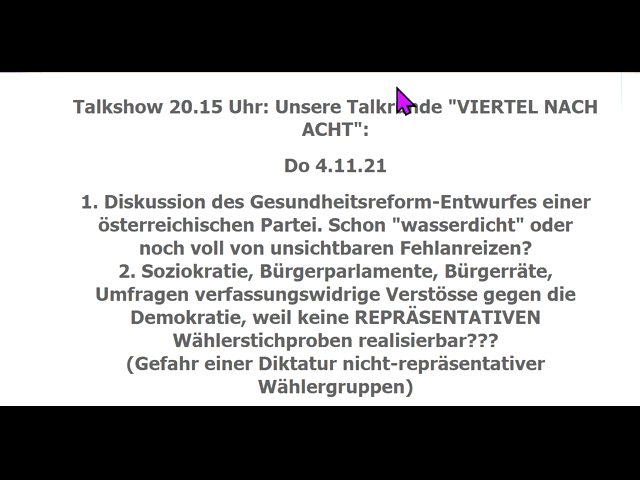 Talkshow 20.15 Uhr: Unsere Talkrunde "VIERTEL NACH
ACHT":
Do 4.11.21
1. Diskussion des Gesundheitsreform-Entwurfes einer
österreichischen Partei. Schon "wasserdicht" oder
noch voll von unsichtbaren Fehlanreizen?
2. Soziokratie, Bürgerparlamente, Bürgerräte,
Umfragen verfassungswidrige Verstösse gegen die
Demokratie, weil keine REPRÄSENTATIVEN
Wählerstichproben realisierbar???
(Gefahr einer Diktatur nicht-repräsentativer
Wählergruppen)